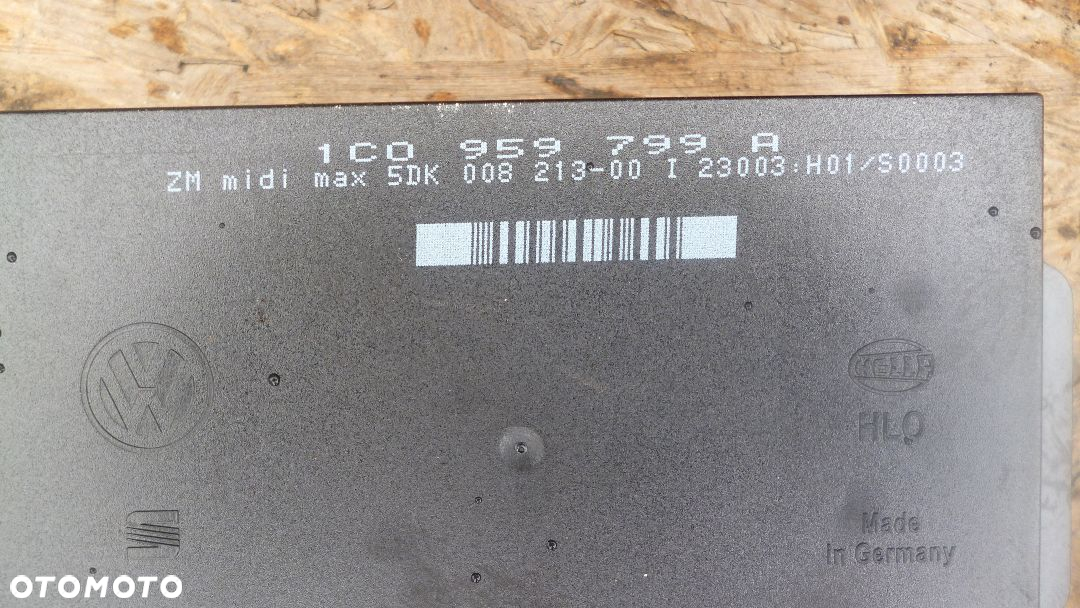 1C0 959 799 A
ZM midi max 5DK 008 213-00 I 23003:H01/S0003
HELLA
HLO
Made
in Germany
OTOMOTO